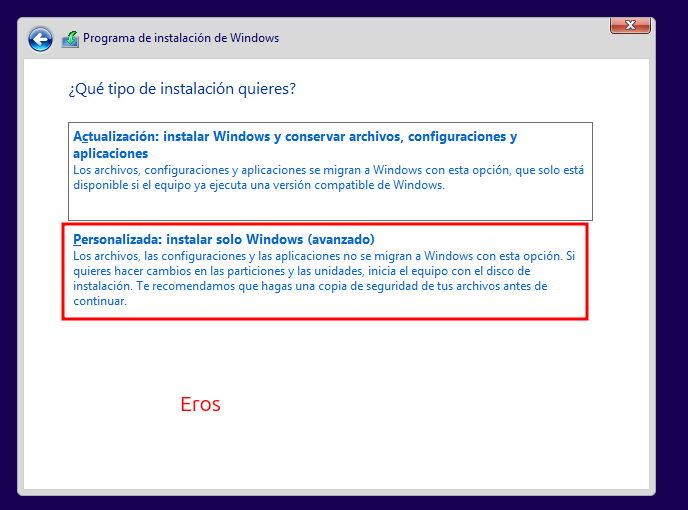 Programa de instalación de Windows
¿Qué tipo de instalación quieres?
Actualización: instalar Windows y conservar archivos, configuraciones y
aplicaciones
Los archivos, configuraciones y aplicaciones se migran a Windows con esta opción, que solo está
disponible si el equipo ya ejecuta una versión compatible de Windows.
Personalizada: instalar solo Windows (avanzado)
Los archivos, las configuraciones y las aplicaciones no se migran a Windows con esta opción. Si
quieres hacer cambios en las particiones y las unidades, inicia el equipo con el disco de
instalación. Te recomendamos que hagas una copia de seguridad de tus archivos antes de
continuar.
Eros